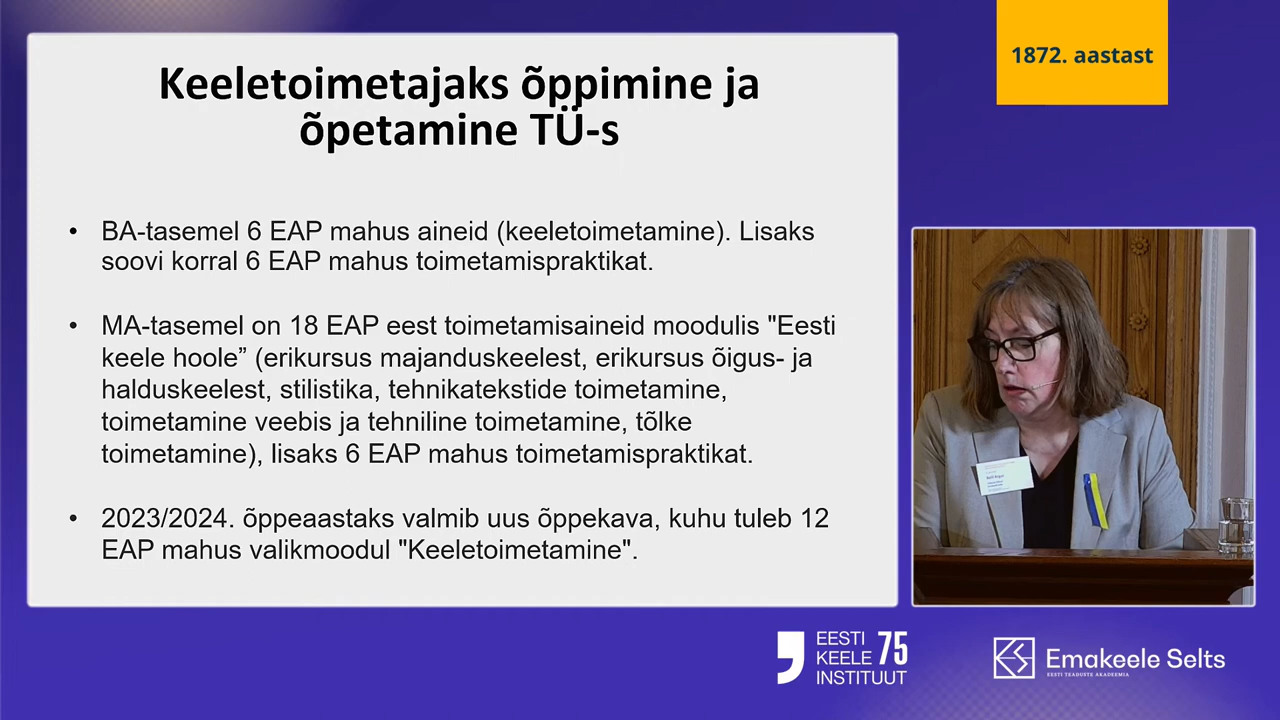 Keeletoimetajaks õppimine ja
õpetamine TÜ-s
• BA-tasemel 6 EAP mahus aineid (keeletoimetamine). Lisaks
soovi korral 6 EAP mahus toimetamispraktikat.
• MA-tasemel on 18 EAP eest toimetamisaineid moodulis "Eesti
keele hoole” (erikursus majanduskeelest, erikursus õigus- ja
halduskeelest, stilistika, tehnikatekstide toimetamine,
toimetamine veebis ja tehniline toimetamine, tõlke
toimetamine), lisaks 6 EAP mahus toimetamispraktikat.
• 2023/2024. õppeaastaks valmib uus õppekava, kuhu tuleb 12
EAP mahus valikmoodul "Keeletoimetamine".
1872. aastast
EESTI
KEELE 75
INSTITUUT
Emakeele Selts
EESTI TEADUSTE AKADEEMIA